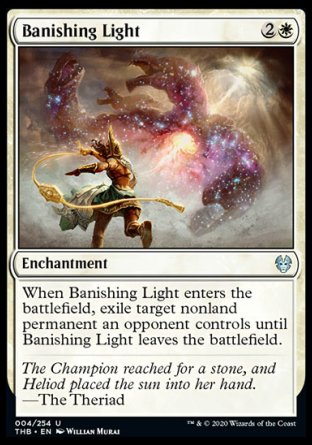 Banishing Light 2
Enchantment
When Banishing Light enters the
battlefield, exile target nonland
permanent an opponent controls until
Banishing Light leaves the battlefield.
The Champion reached for a stone, and
Heliod placed the sun into her hand.
—The Theriad
004/254 U
THB • EN Willian Murai
™ & © 2020 Wizards of the Coast